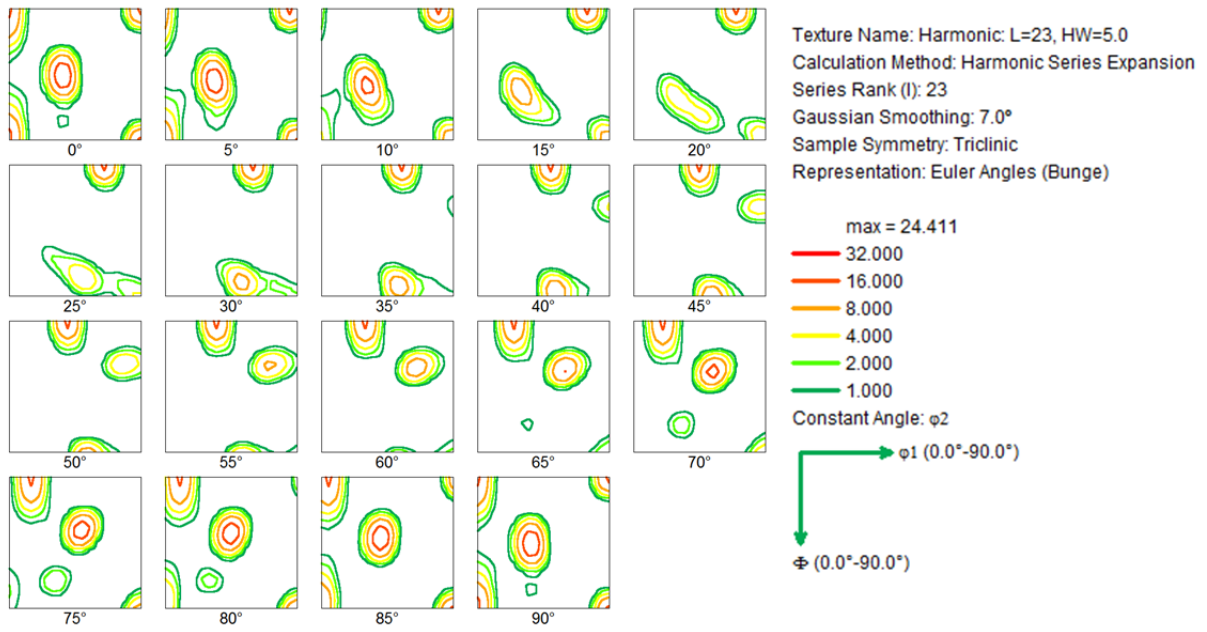 0°
5°
10°
15°
20°
25°
30°
35°
40°
45°
50°
55°
60°
65°
70°
75°
80°
85°
90°
Texture Name: Harmonic: L=23, HW=5.0
Calculation Method: Harmonic Series Expansion
Series Rank (l): 23
Gaussian Smoothing: 7.0°
Sample Symmetry: Triclinic
Representation: Euler Angles (Bunge)
max = 24.411
32.000
16.000
8.000
4.000
2.000
1.000
Constant Angle: φ2
φ1 (0.0°-90.0°)
Φ (0.0°-90.0°)